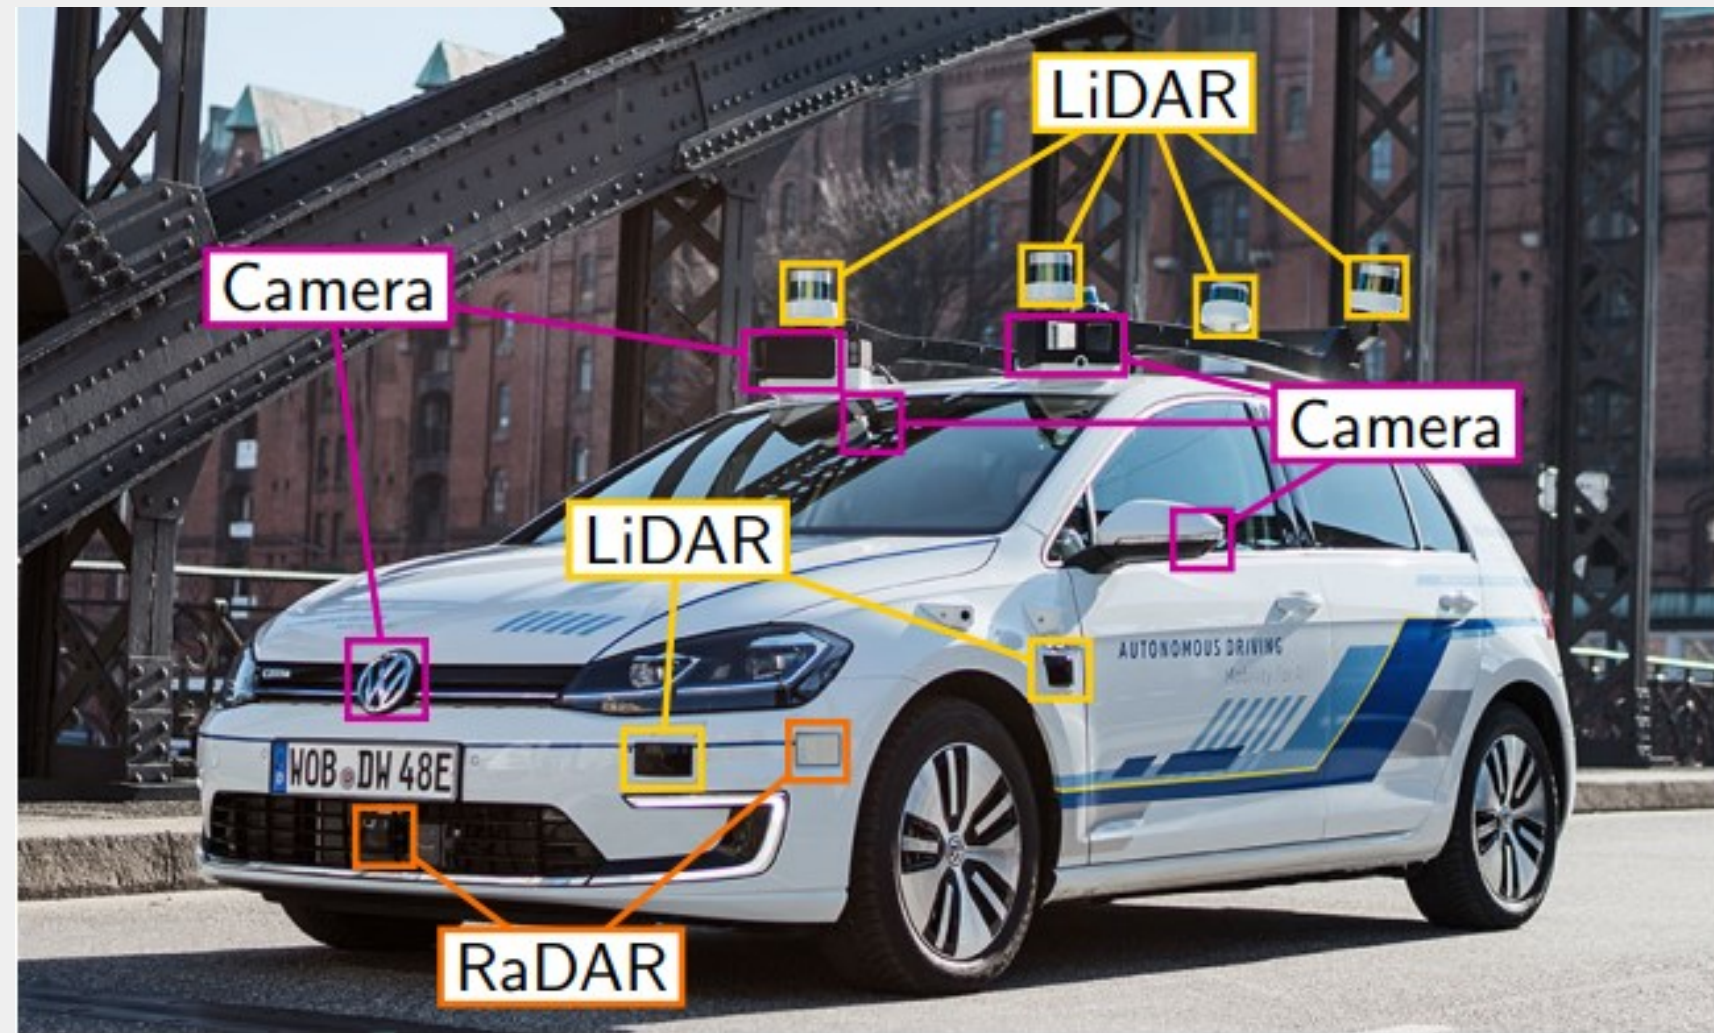 LiDAR
Camera
Camera
LiDAR
AUTONOMOUS DRIVING
WOB DW 48E
RaDAR